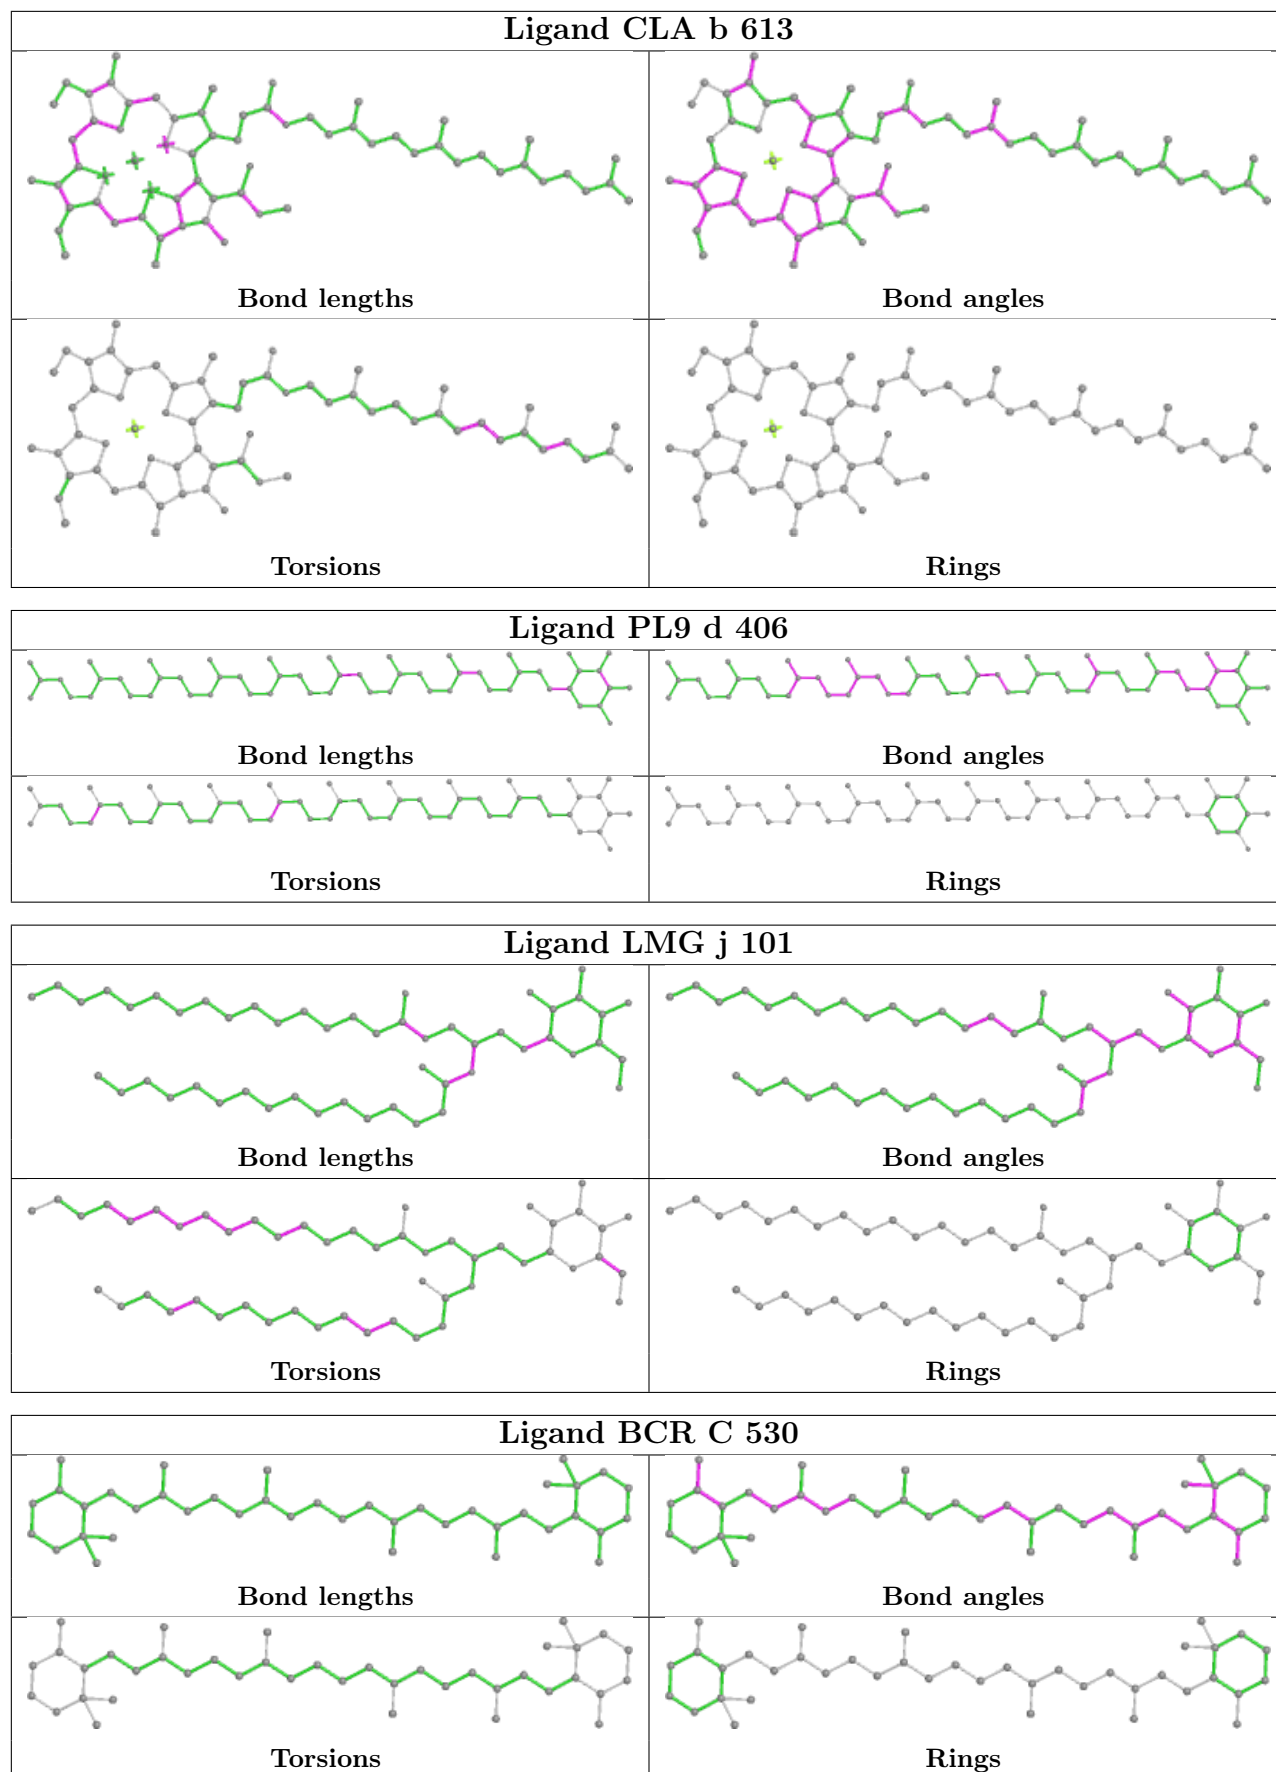 Ligand CLA b 613
Bond lengths
Bond angles
Torsions
Rings
Ligand PL9 d 406
Bond lengths
Bond angles
Torsions
Rings
Ligand LMG j 101
Bond lengths
Bond angles
Torsions
Rings
Ligand BCR C 530
Bond lengths
Bond angles
Torsions
Rings